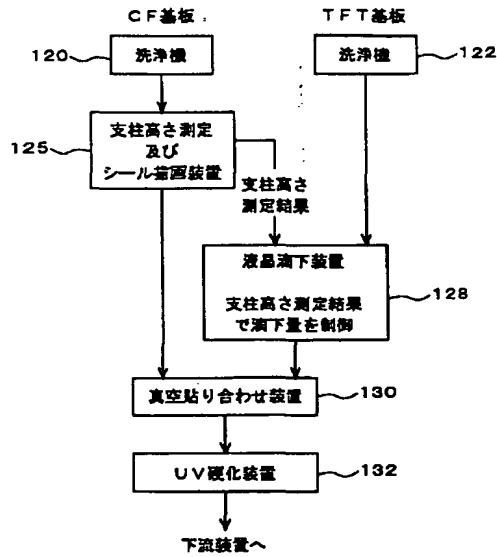 CF基板
TFT基板
120
洗浄機
洗浄機
122
125
支柱高さ測定
及び
シール描画装置
支柱高さ
測定結果
液晶滴下装置
支柱高さ測定結果
で滴下量を制御
128
真空貼り合わせ装置
130
UV硬化装置
132
下流装置へ